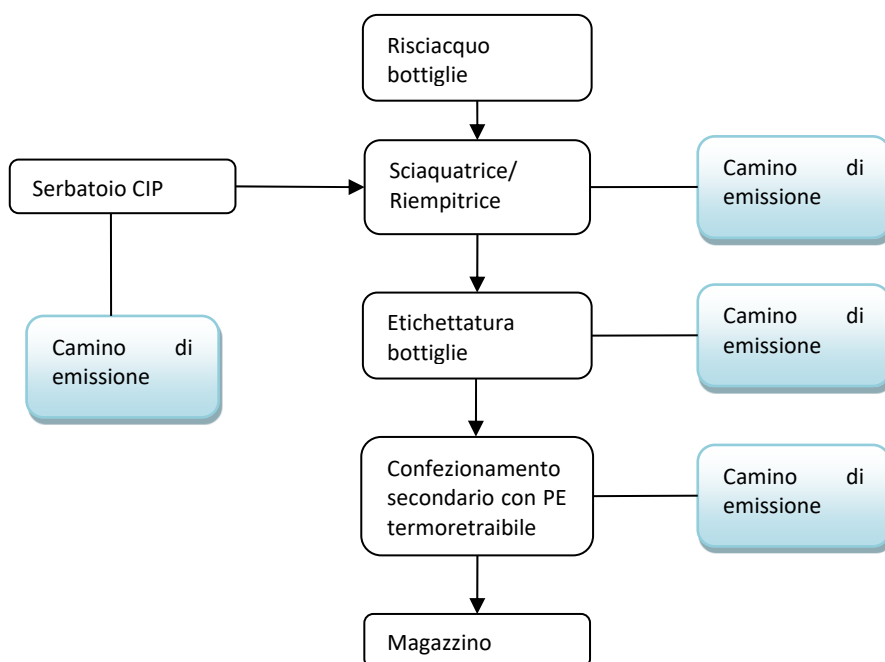 Risciacquo
bottiglie
Serbatoio CIP
Sciaquatrice/
Riempitrice
Camino di
emissione
Camino di
emissione
Etichettatura
bottiglie
Camino di
emissione
Confezionamento
secondario con PE
termoretraibile
Camino di
emissione
Magazzino